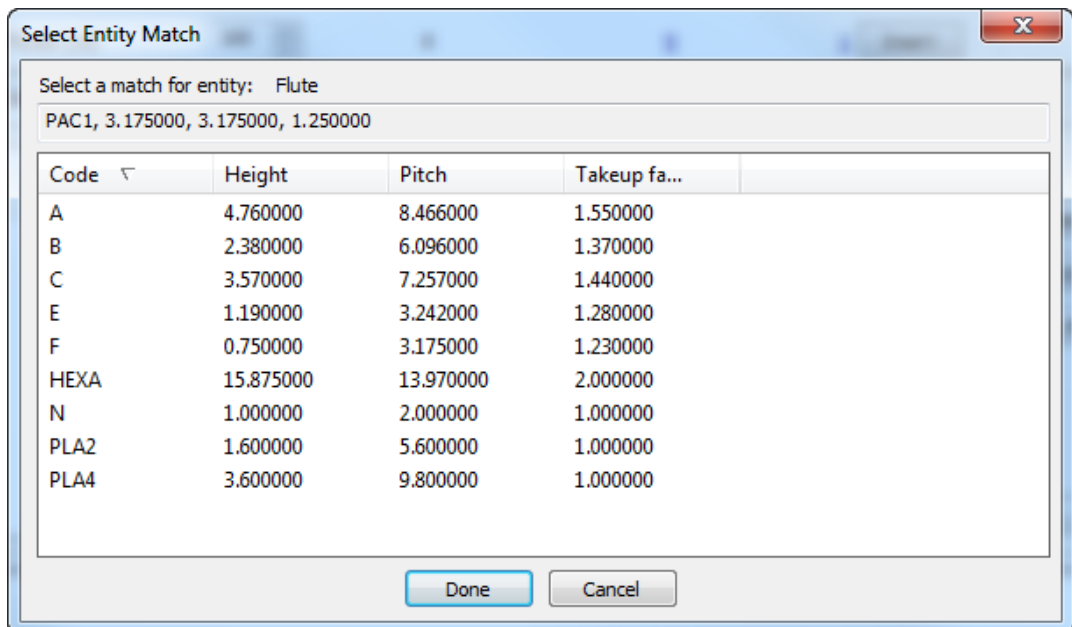 Select Entity Match
Select a match for entity: Flute
PAC1, 3.175000, 3.175000, 1.250000
Code Height Pitch Takeup fa...
A 4.760000 8.466000 1.550000
B 2.380000 6.096000 1.370000
C 3.570000 7.257000 1.440000
E 1.190000 3.242000 1.280000
F 0.750000 3.175000 1.230000
HEXA 15.875000 13.970000 2.000000
N 1.000000 2.000000 1.000000
PLA2 1.600000 5.600000 1.000000
PLA4 3.600000 9.800000 1.000000
Done Cancel